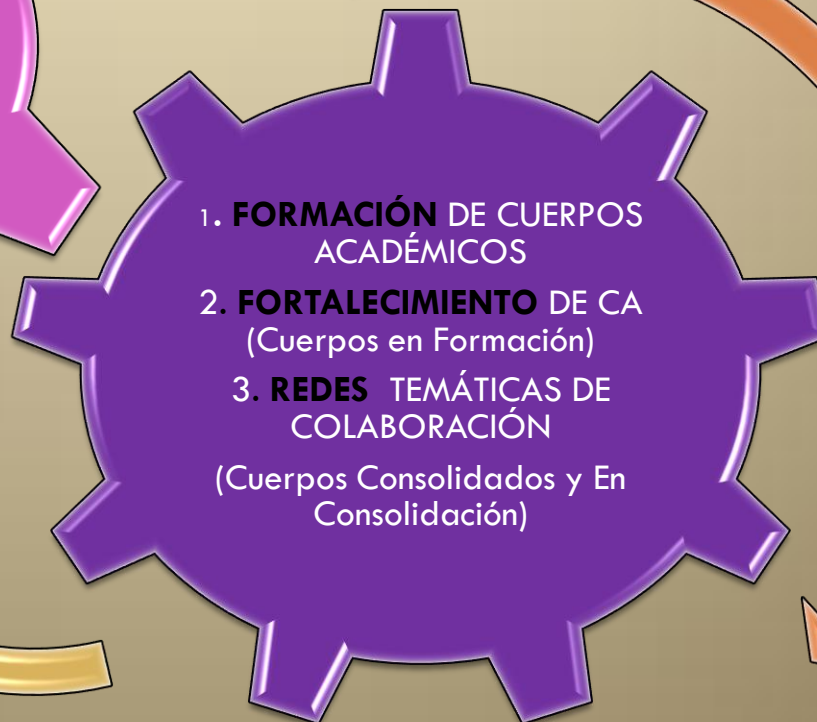 1. FORMACIÓN DE CUERPOS
ACADÉMICOS
2. FORTALECIMIENTO DE CA
(Cuerpos en Formación)
3. REDES TEMÁTICAS DE
COLABORACIÓN
(Cuerpos Consolidados y En
Consolidación)